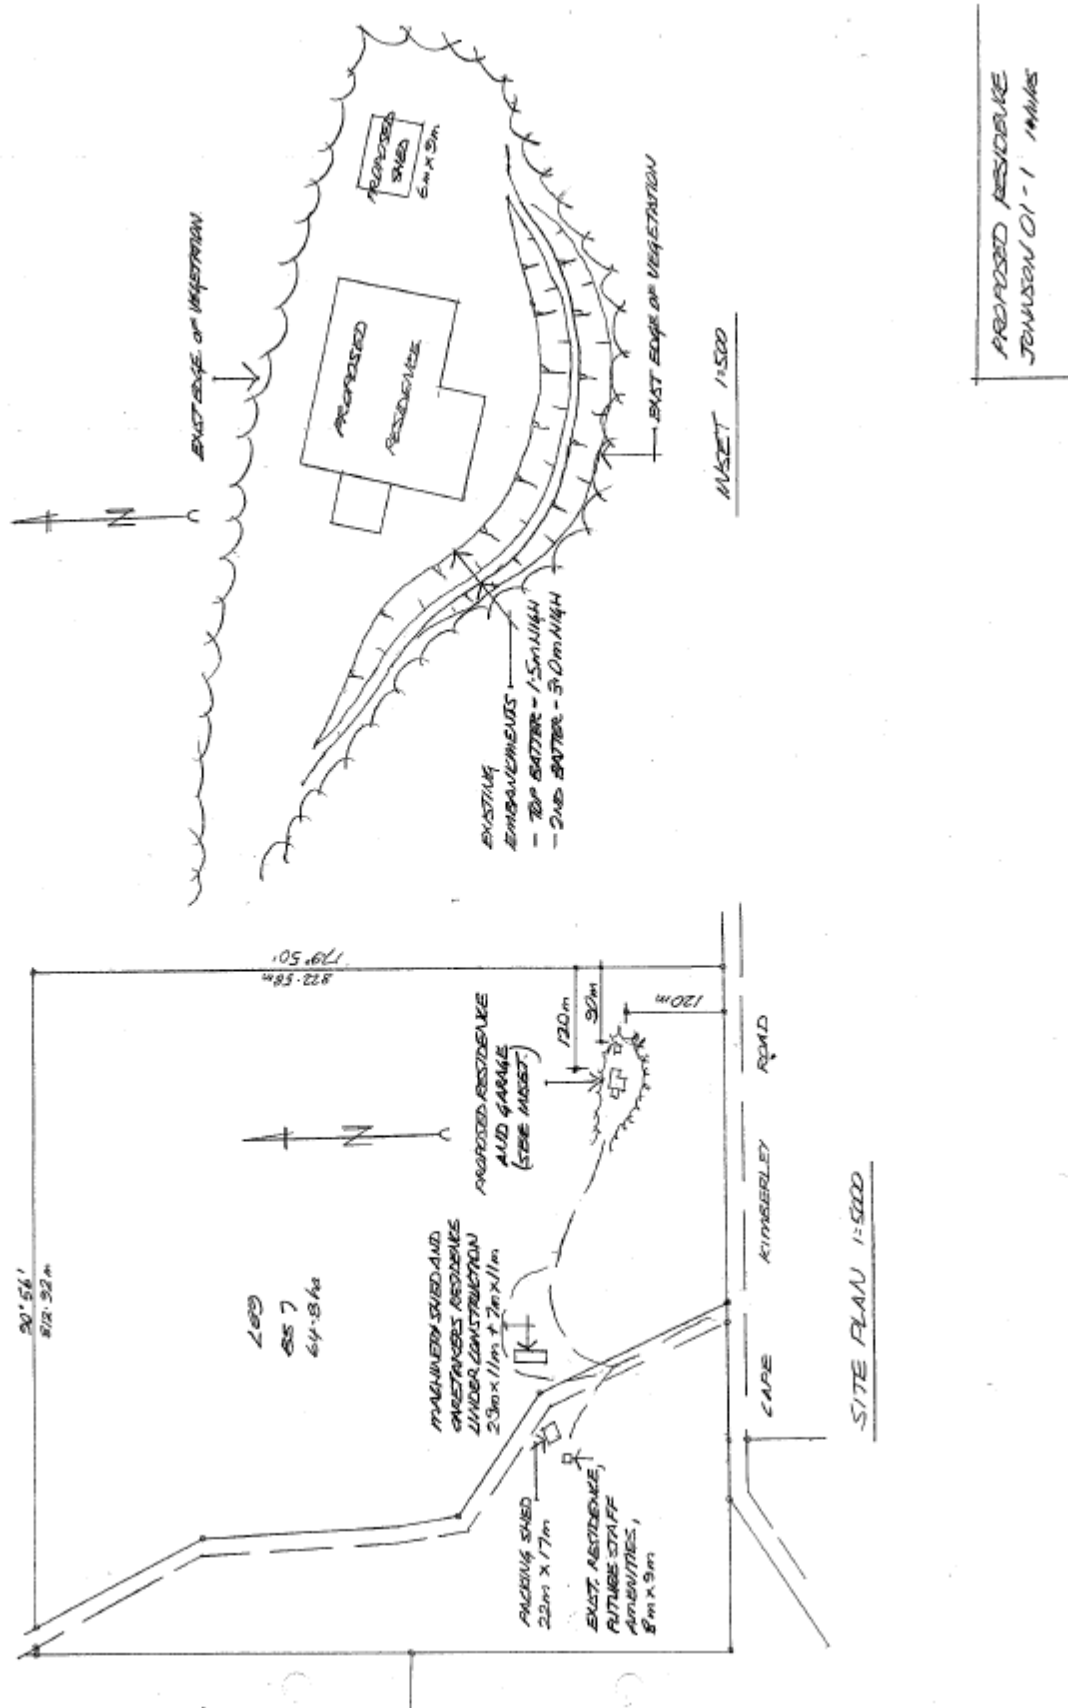 EXIST EDGE OF VEGETATION
PROPOSED
SHED
6m x 9m
PROPOSED
RESIDENCE
N
EXIST EDGE OF VEGETATION
EXISTING
EMBANKMENTS
- TOP BATTER - 1.5m HIGH
- 2ND BATTER - 3.0m HIGH
INSET 1:500
PROPOSED RESIDENCE
JOHNSON 01-1
90°56'
812.92m
179°50'
822.58m
L89
64.8 ha
N
MACHINERY SHED AND
CARETAKERS RESIDENCE
UNDER CONSTRUCTION
23m x 11m + 7m x 11m
PROPOSED RESIDENCE
AND GARAGE
(SEE INSET)
120m
90m
120m
PACKING SHED
22m x 17m
EXIST. RESIDENCE,
FUTURE STAFF
AMENITIES,
8m x 9m
CAPE KIMBERLEY ROAD
SITE PLAN 1:5000